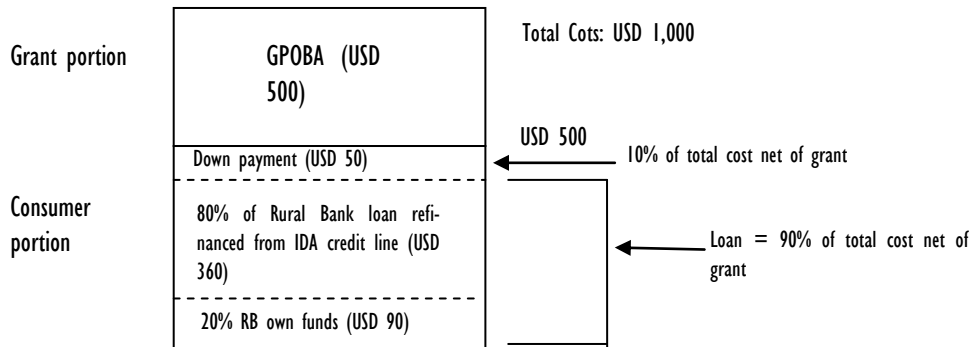 Total Cots: USD 1,000
Grant portion
GPOBA (USD
500)
USD 500
Down payment (USD 50)
10% of total cost net of grant
Consumer
portion
80% of Rural Bank loan refi-
nanced from IDA credit line (USD
360)
Loan = 90% of total cost net of
grant
20% RB own funds (USD 90)